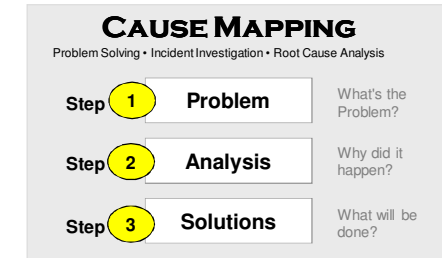 CAUSE MAPPING
Problem Solving • Incident Investigation • Root Cause Analysis
Step 1 Problem What's the
Problem?
Step 2 Analysis Why did it
happen?
Step 3 Solutions What will be
done?